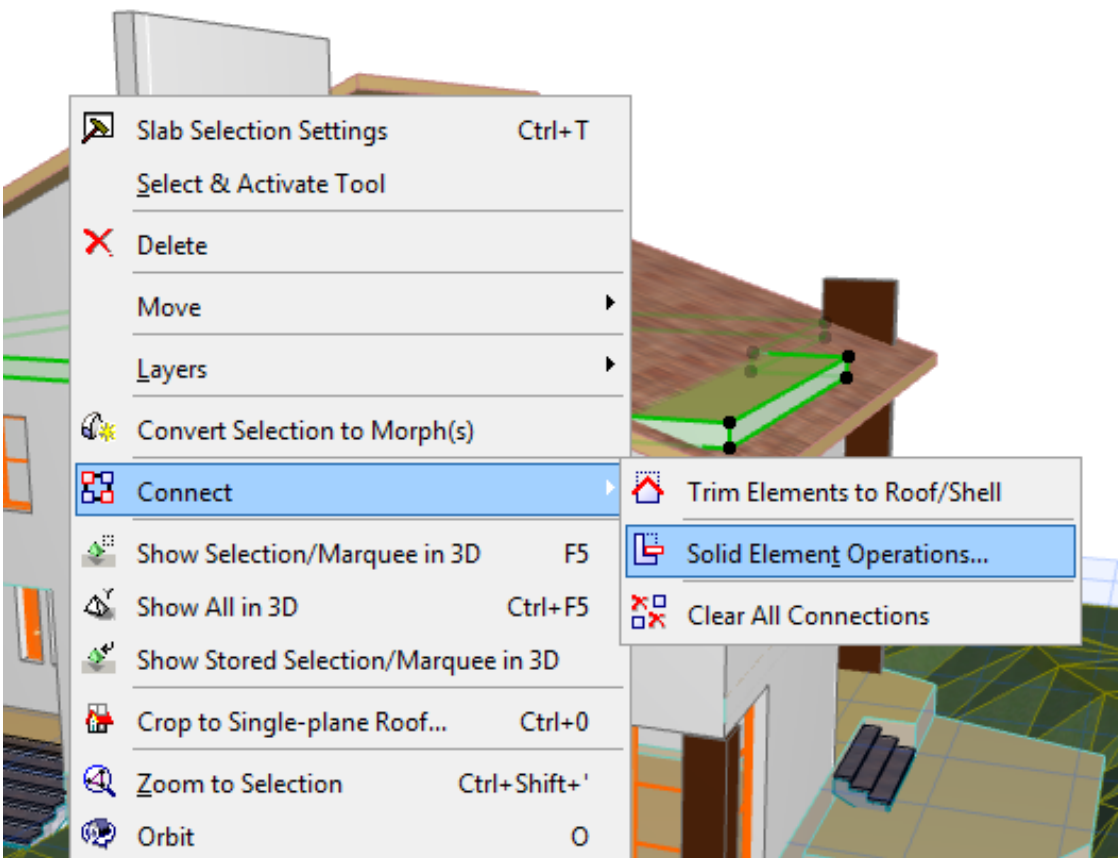 Slab Selection Settings Ctrl+T
Select & Activate Tool
Delete
Move
Layers
Convert Selection to Morph(s)
Connect
Trim Elements to Roof/Shell
Solid Element Operations...
Clear All Connections
Show Selection/Marquee in 3D F5
Show All in 3D Ctrl+F5
Show Stored Selection/Marquee in 3D
Crop to Single-plane Roof... Ctrl+0
Zoom to Selection Ctrl+Shift+'
Orbit O